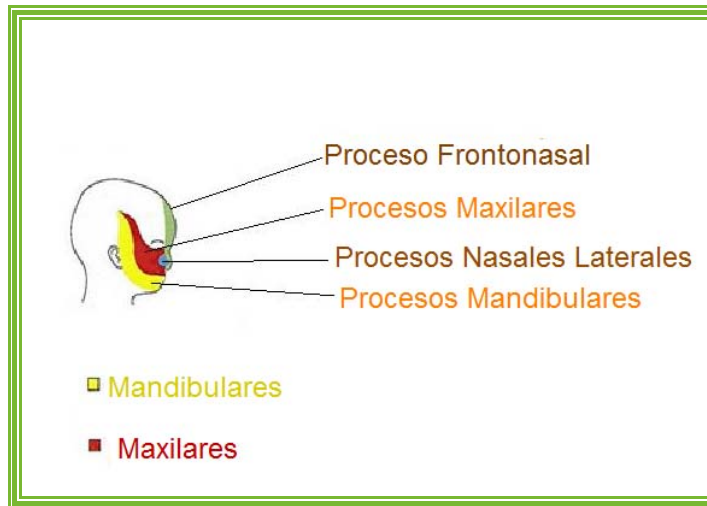 Proceso Frontonasal
Procesos Maxilares
Procesos Nasales Laterales
Procesos Mandibulares
Mandibulares
Maxilares